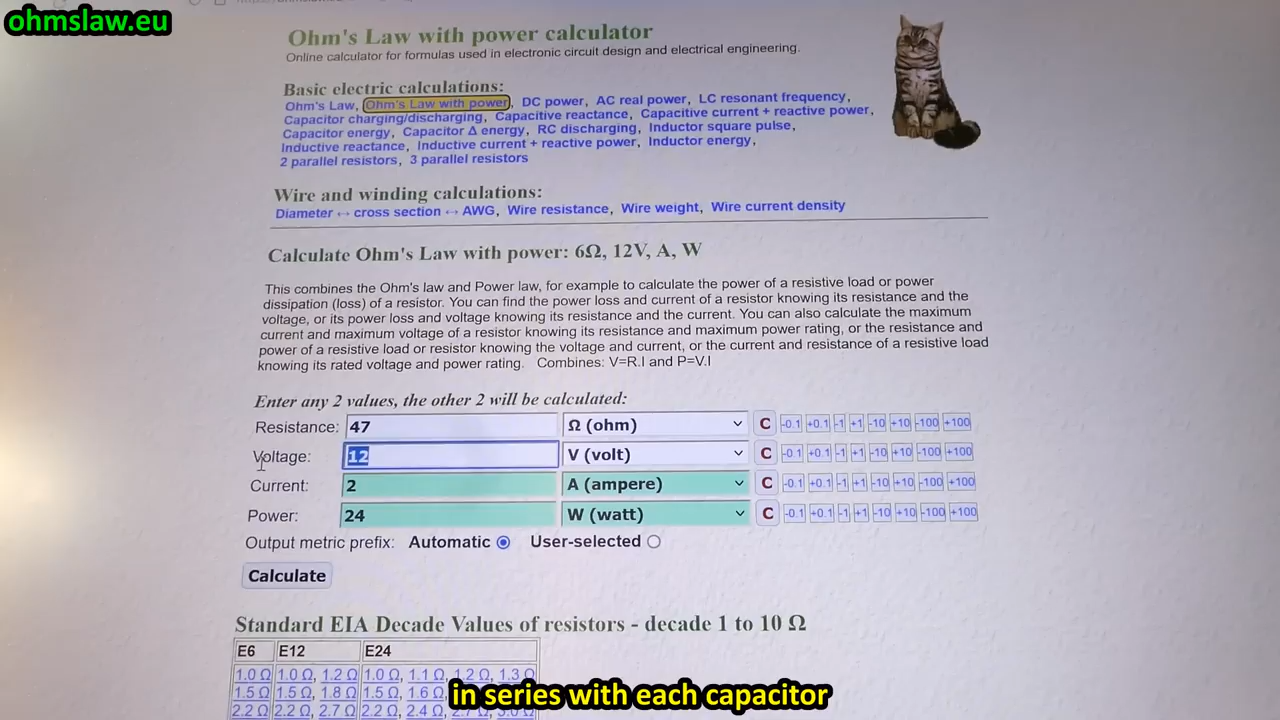 ohmslaw.eu
Ohm's Law with power calculator
Online calculator for formulas used in electronic circuit design and electrical engineering.
Basic electric calculations:
Ohm's Law, Ohm's Law with power, DC power, AC real power, LC resonant frequency,
Capacitor charging/discharging, Capacitive reactance, Capacitive current + reactive power,
Capacitor energy, Capacitor Δ energy, RC discharging, Inductor square pulse,
Inductive reactance, Inductive current + reactive power, Inductor energy,
2 parallel resistors, 3 parallel resistors
Wire and winding calculations:
Diameter ↔ cross section ↔ AWG, Wire resistance, Wire weight, Wire current density
Calculate Ohm's Law with power: 6Ω, 12V, A, W
This combines the Ohm's law and Power law, for example to calculate the power of a resistive load or power
dissipation (loss) of a resistor. You can find the power loss and current of a resistor knowing its resistance and the
voltage, or its power loss and voltage knowing its resistance and the current. You can also calculate the maximum
current and maximum voltage of a resistor knowing its resistance and maximum power rating, or the resistance and
power of a resistive load or resistor knowing the voltage and current, or the current and resistance of a resistive load
knowing its rated voltage and power rating. Combines: V=R.I and P=V.I
Enter any 2 values, the other 2 will be calculated:
Resistance: 47 Ω (ohm) C -0.1 +0.1 -1 +1 -10 +10 -100 +100
Voltage: 12 V (volt) C -0.1 +0.1 -1 +1 -10 +10 -100 +100
Current: 2 A (ampere) C -0.1 +0.1 -1 +1 -10 +10 -100 +100
Power: 24 W (watt) C -0.1 +0.1 -1 +1 -10 +10 -100 +100
Output metric prefix: Automatic User-selected
Calculate
Standard EIA Decade Values of resistors - decade 1 to 10 Ω
E6 E12 E24
1.0 Ω 1.0 Ω, 1.2 Ω 1.0 Ω, 1.1 Ω, 1.2 Ω, 1.3 Ω
1.5 Ω 1.5 Ω, 1.8 Ω 1.5 Ω, 1.6 Ω,
2.2 Ω 2.2 Ω, 2.7 Ω 2.2 Ω, 2.4 Ω,
in series with each capacitor